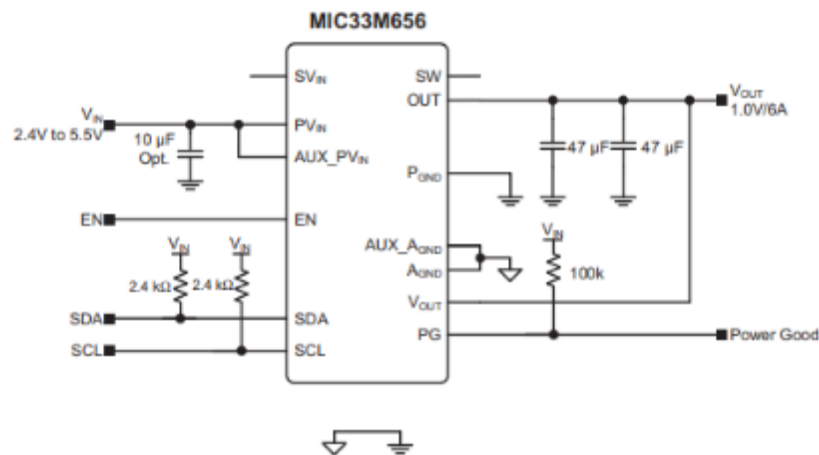 MIC33M656
SVIN
SW
OUT
VOUT
1.0V/6A
VIN
2.4V to 5.5V
PVIN
10 µF
Opt.
AUX_PVIN
47 µF
47 µF
PGND
EN
EN
VIN
VIN
VIN
AUX_AGND
AGND
100k
2.4 kΩ
2.4 kΩ
VOUT
SDA
SDA
PG
Power Good
SCL
SCL